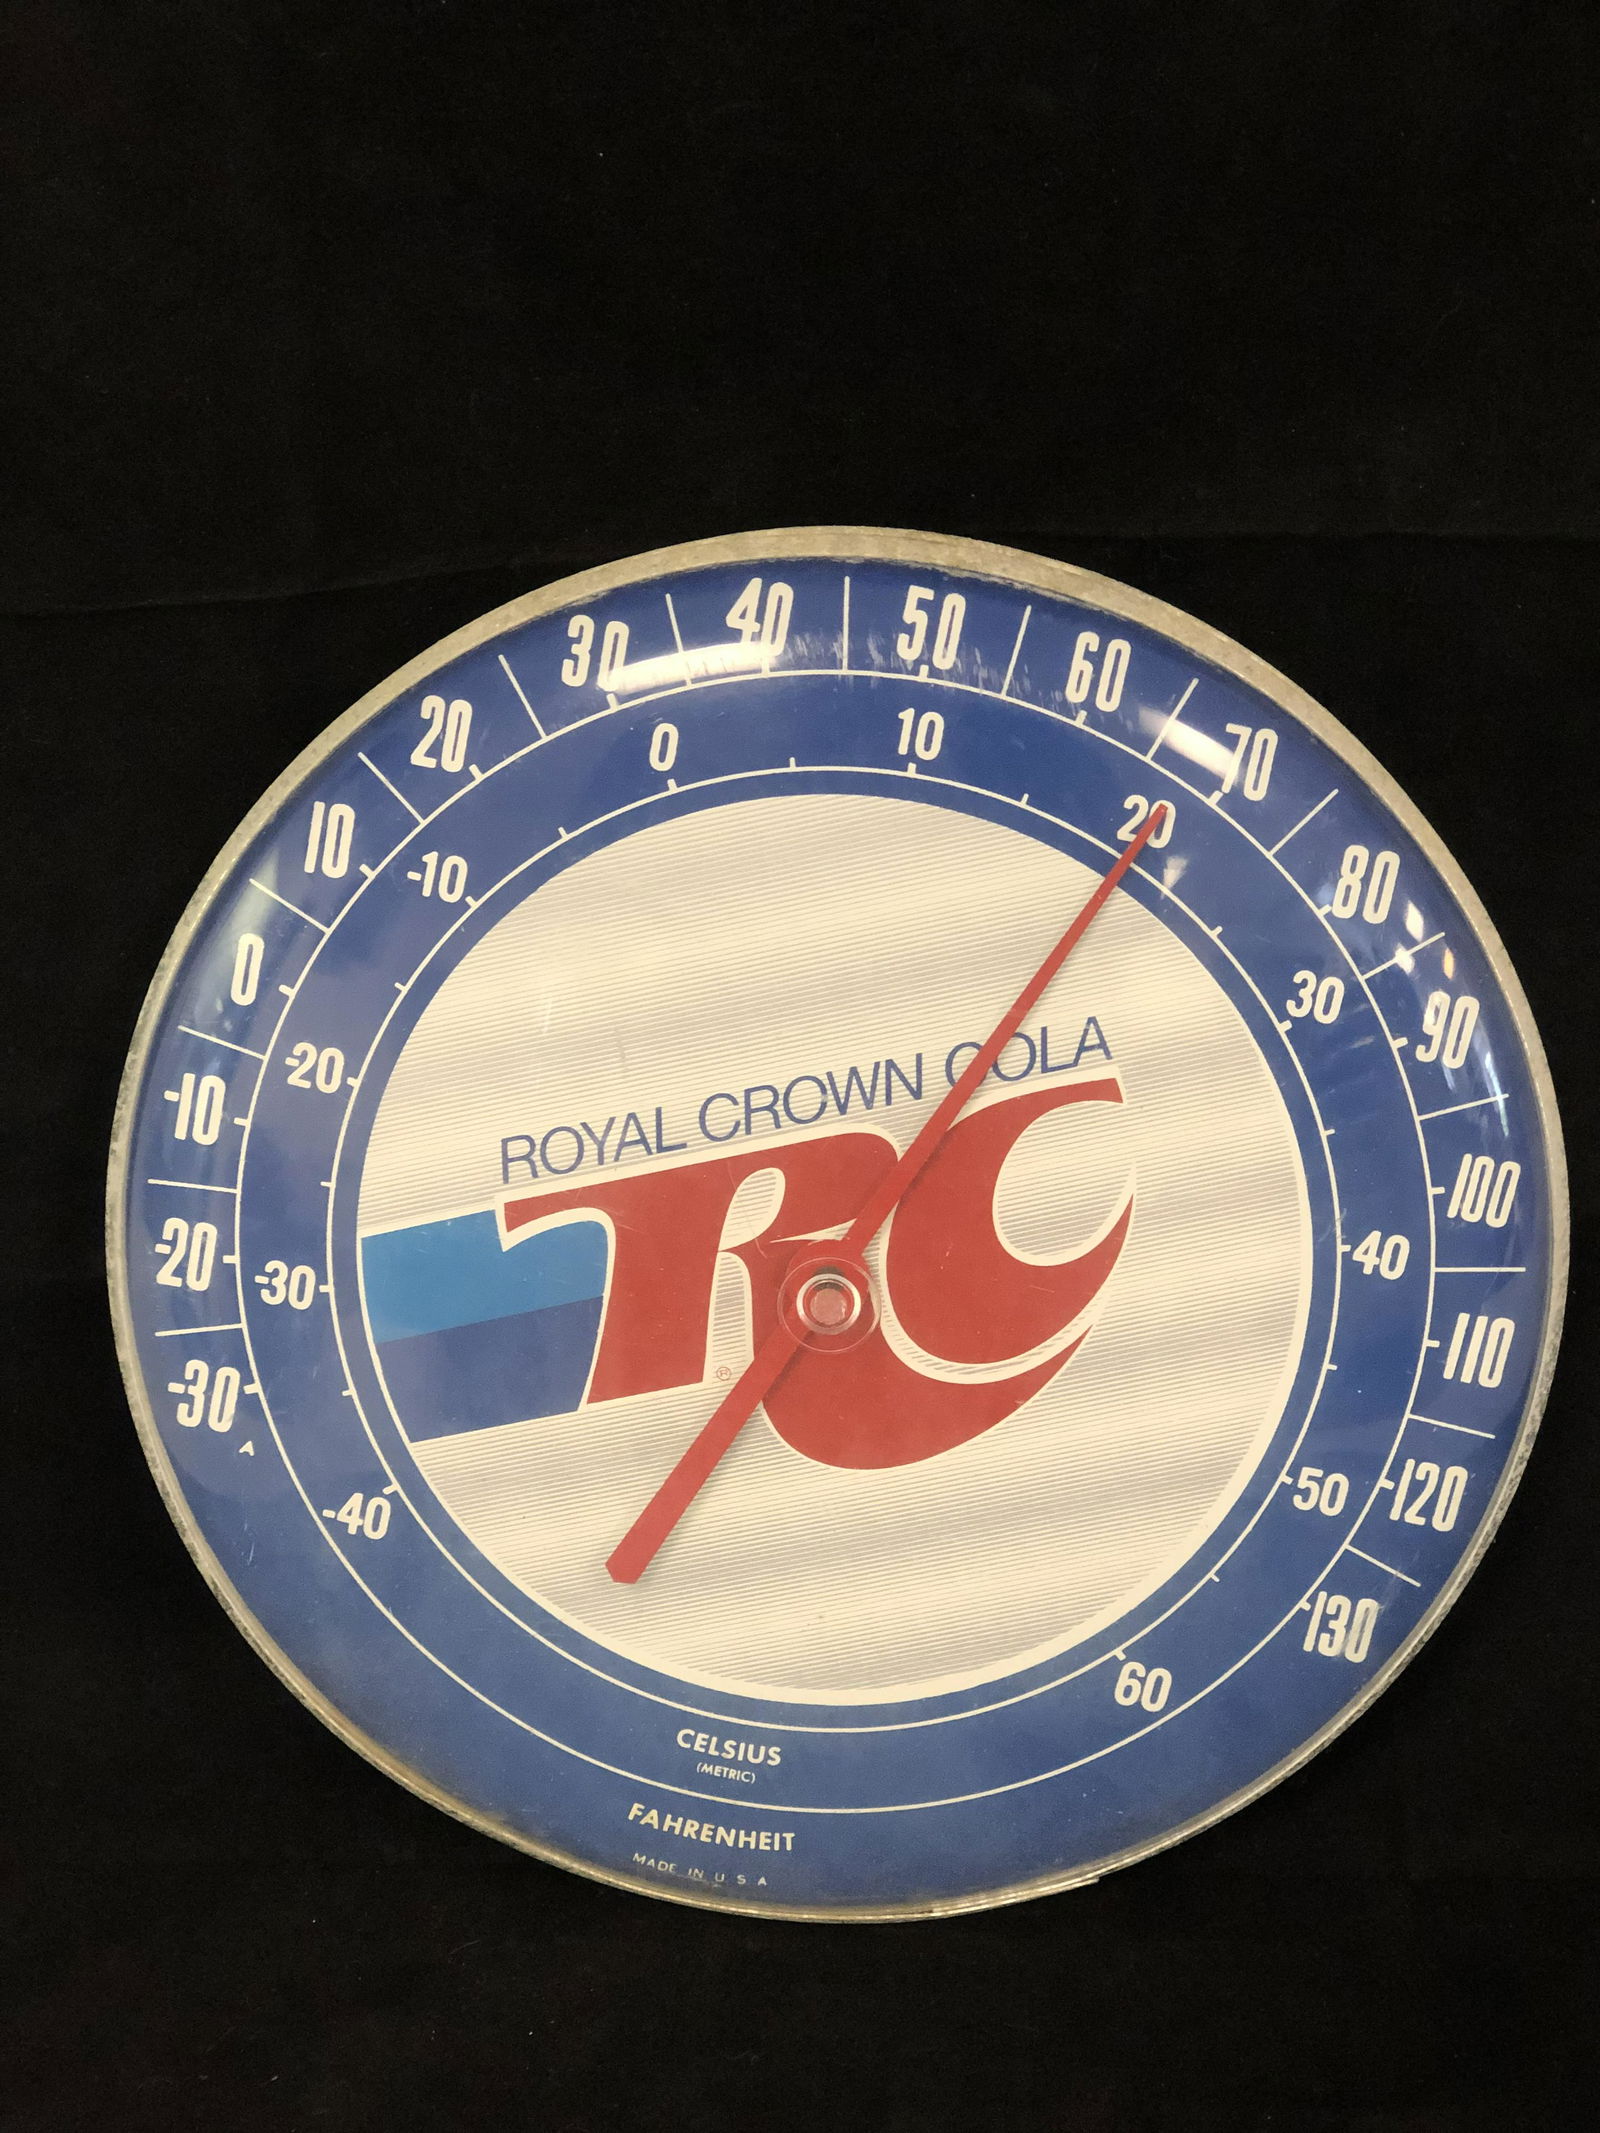 -30 -20 -10 0 10 20 30 40 50 60 70 80 90 100 110 120 130
-40 -30 -20 -10 0 10 20 30 40 50 60
ROYAL CROWN COLA
RC
®
A
CELSIUS
(METRIC)
FAHRENHEIT
MADE IN U S A